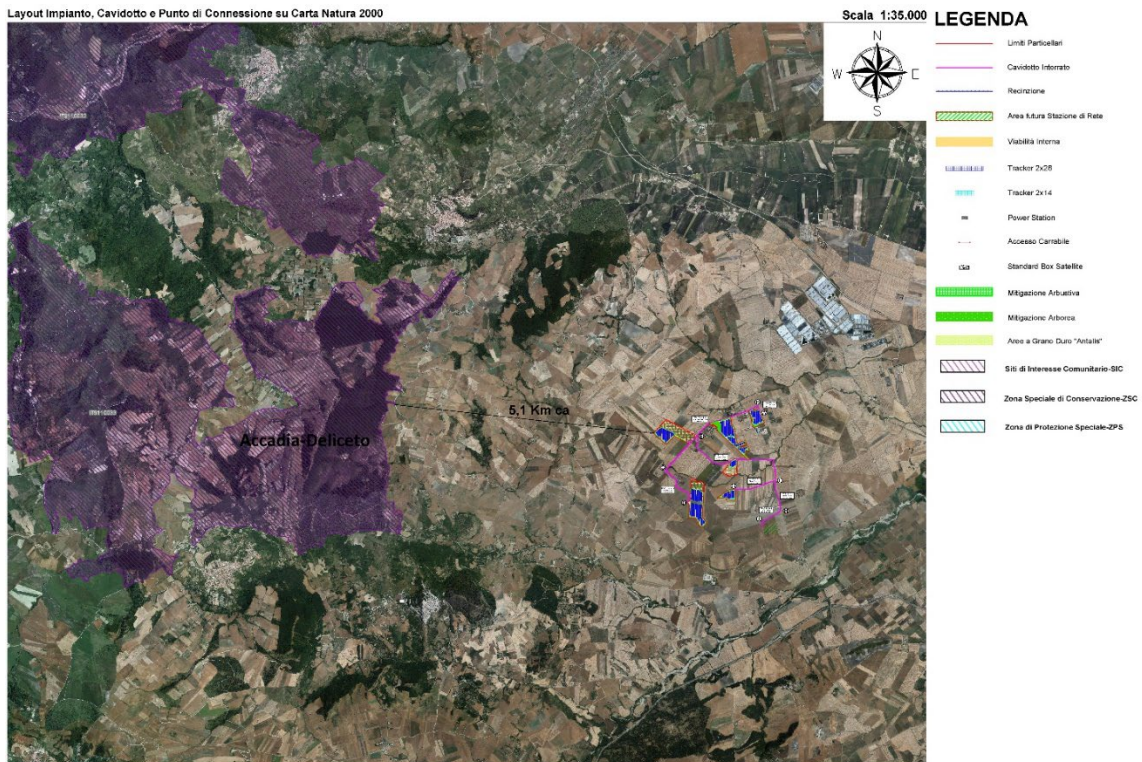 Layout Impianto, Cavidotto e Punto di Connessione su Carta Natura 2000
Scala 1:35.000
LEGENDA
N
W
E
S
Limiti Particellari
Cavidotto Interrato
Recinzione
Area futura Stazione di Rete
Viabilità Interna
Tracker 2x28
Tracker 2x14
Power Station
Accesso Carrabile
Standard Box Satellite
Mitigazione Arbustiva
Mitigazione Arborea
Area a Grano Duro "Antalis"
Siti di Interesse Comunitario-SIC
Zona Speciale di Conservazione-ZSC
Zona di Protezione Speciale-ZPS
5,1 Km ca
Accadia-Deliceto